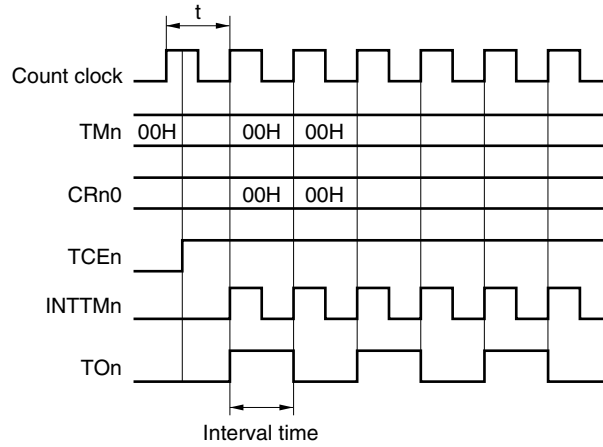 t
Count clock
TMn 00H 00H 00H
CRn0 00H 00H
TCEn
INTTMn
TOn
Interval time